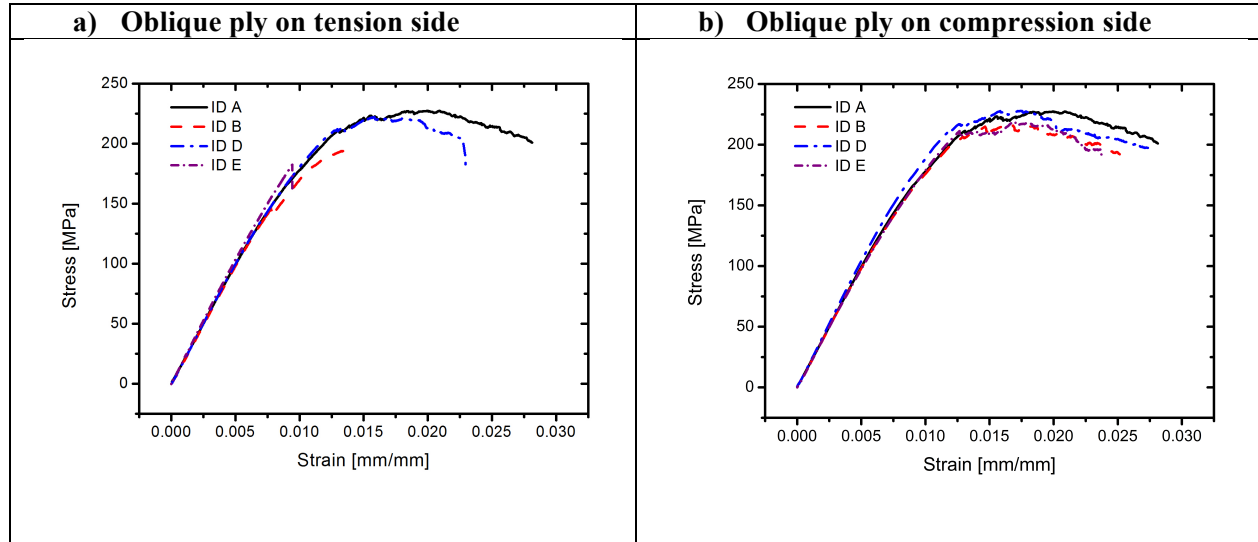 a) Oblique ply on tension side
250
200
150
100
50
0
Stress [MPa]
ID A
ID B
ID D
ID E
0.000 0.005 0.010 0.015 0.020 0.025 0.030
Strain [mm/mm]
b) Oblique ply on compression side
250
200
150
100
50
0
Stress [MPa]
ID A
ID B
ID D
ID E
0.000 0.005 0.010 0.015 0.020 0.025 0.030
Strain [mm/mm]